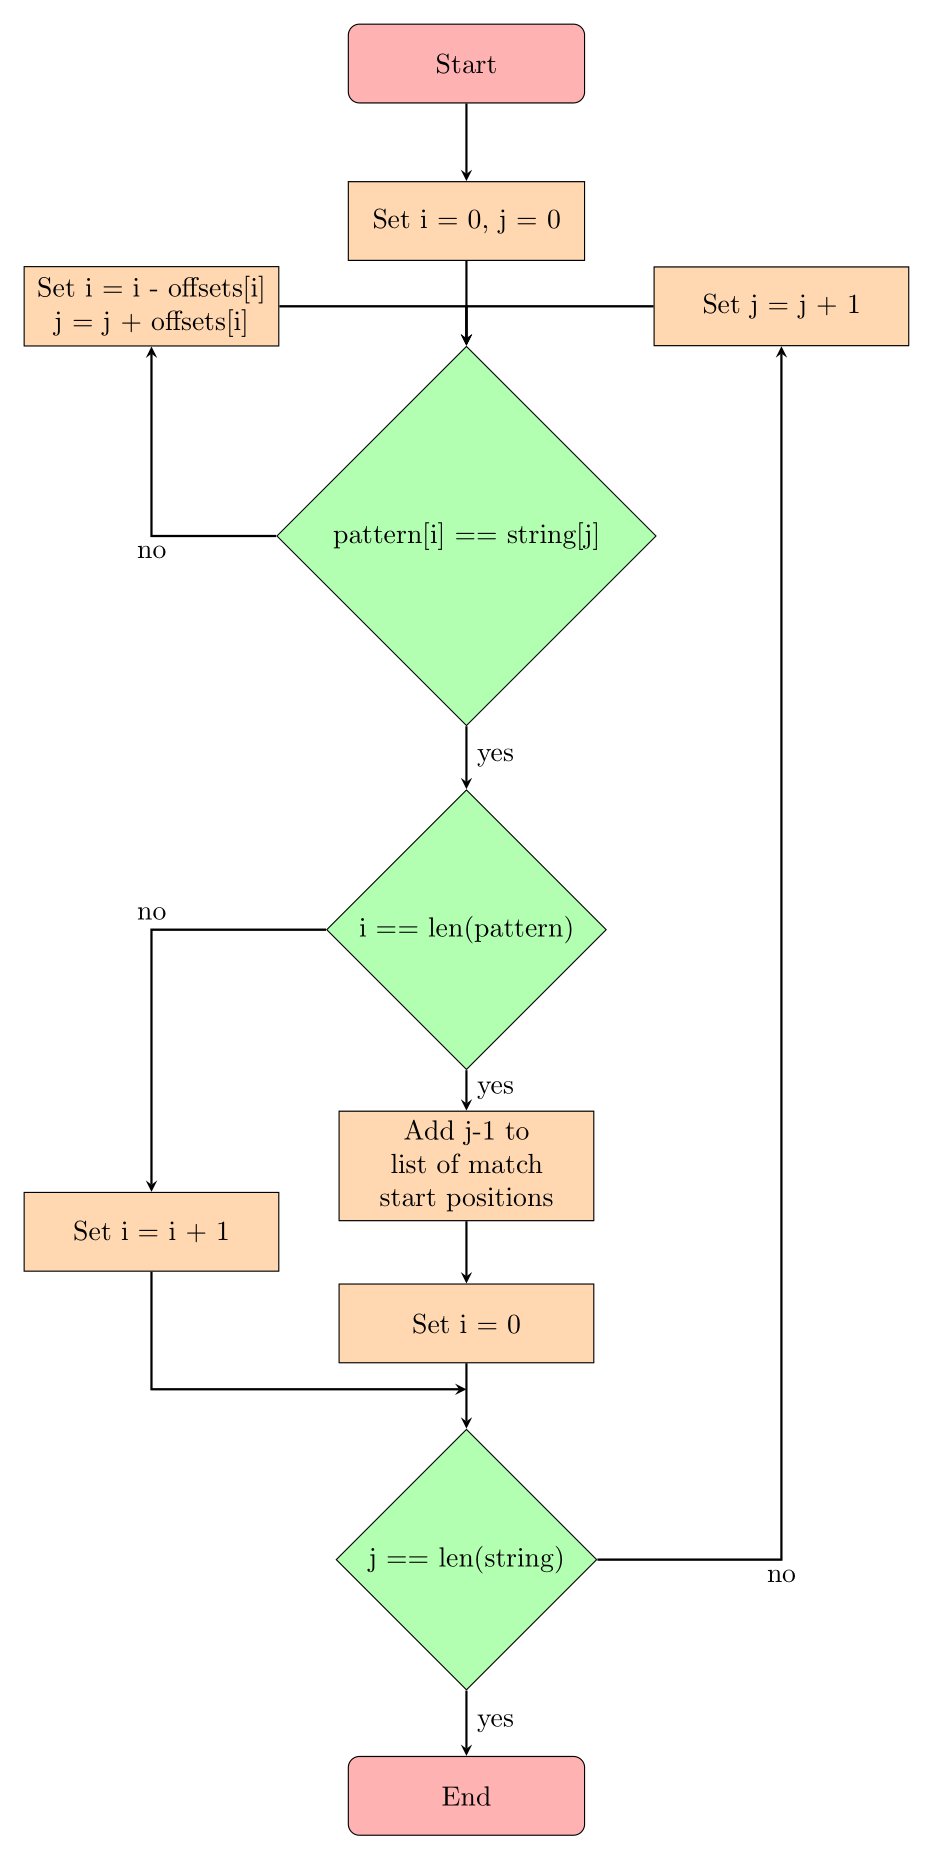 Start
Set i = 0, j = 0
Set i = i - offsets[i]
j = j + offsets[i]
Set j = j + 1
pattern[i] == string[j]
no
yes
no
i == len(pattern)
yes
Add j-1 to
list of match
start positions
Set i = i + 1
Set i = 0
j == len(string)
no
yes
End